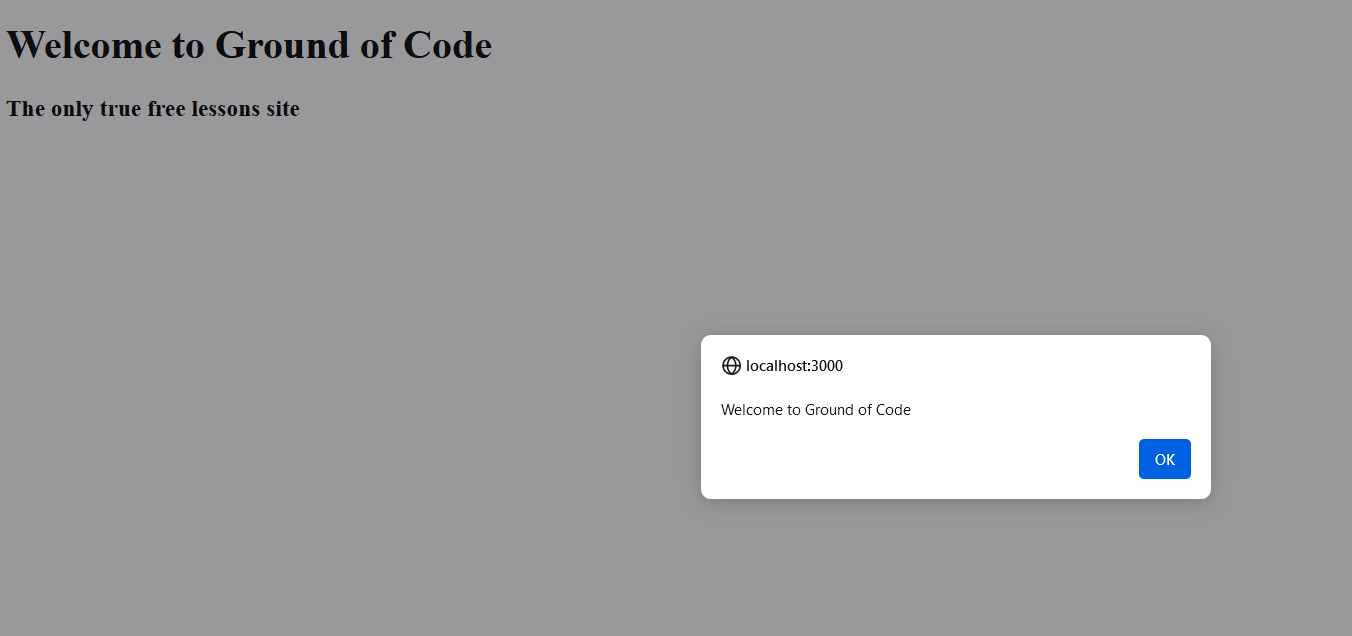 Welcome to Ground of Code
The only true free lessons site
localhost:3000
Welcome to Ground of Code
OK